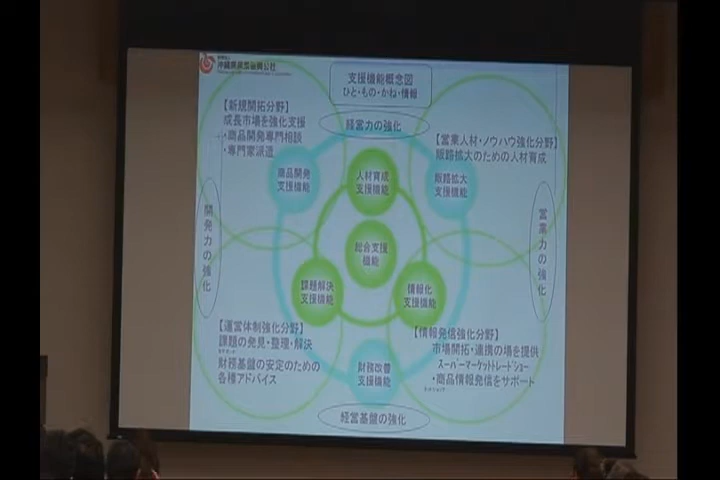 沖縄県産業振興公社
支援機能概念図
ひと・もの・かね・情報
経営力の強化
【新規開拓分野】
成長市場を強化支援
・商品開発専門相談
・専門家派遣
【営業人材・ノウハウ強化分野】
販路拡大のための人材育成
商品開発
支援機能
人材育成
支援機能
販路拡大
支援機能
開発力の強化
総合支援
機能
営業力の強化
課題解決
支援機能
情報化
支援機能
【運営体制強化分野】
課題の発見・整理・解決
財務基盤の安定のための
各種アドバイス
財務改善
支援機能
【情報発信強化分野】
市場開拓・連携の場を提供
スーパーマーケットトレードショー
・商品情報発信をサポート
経営基盤の強化